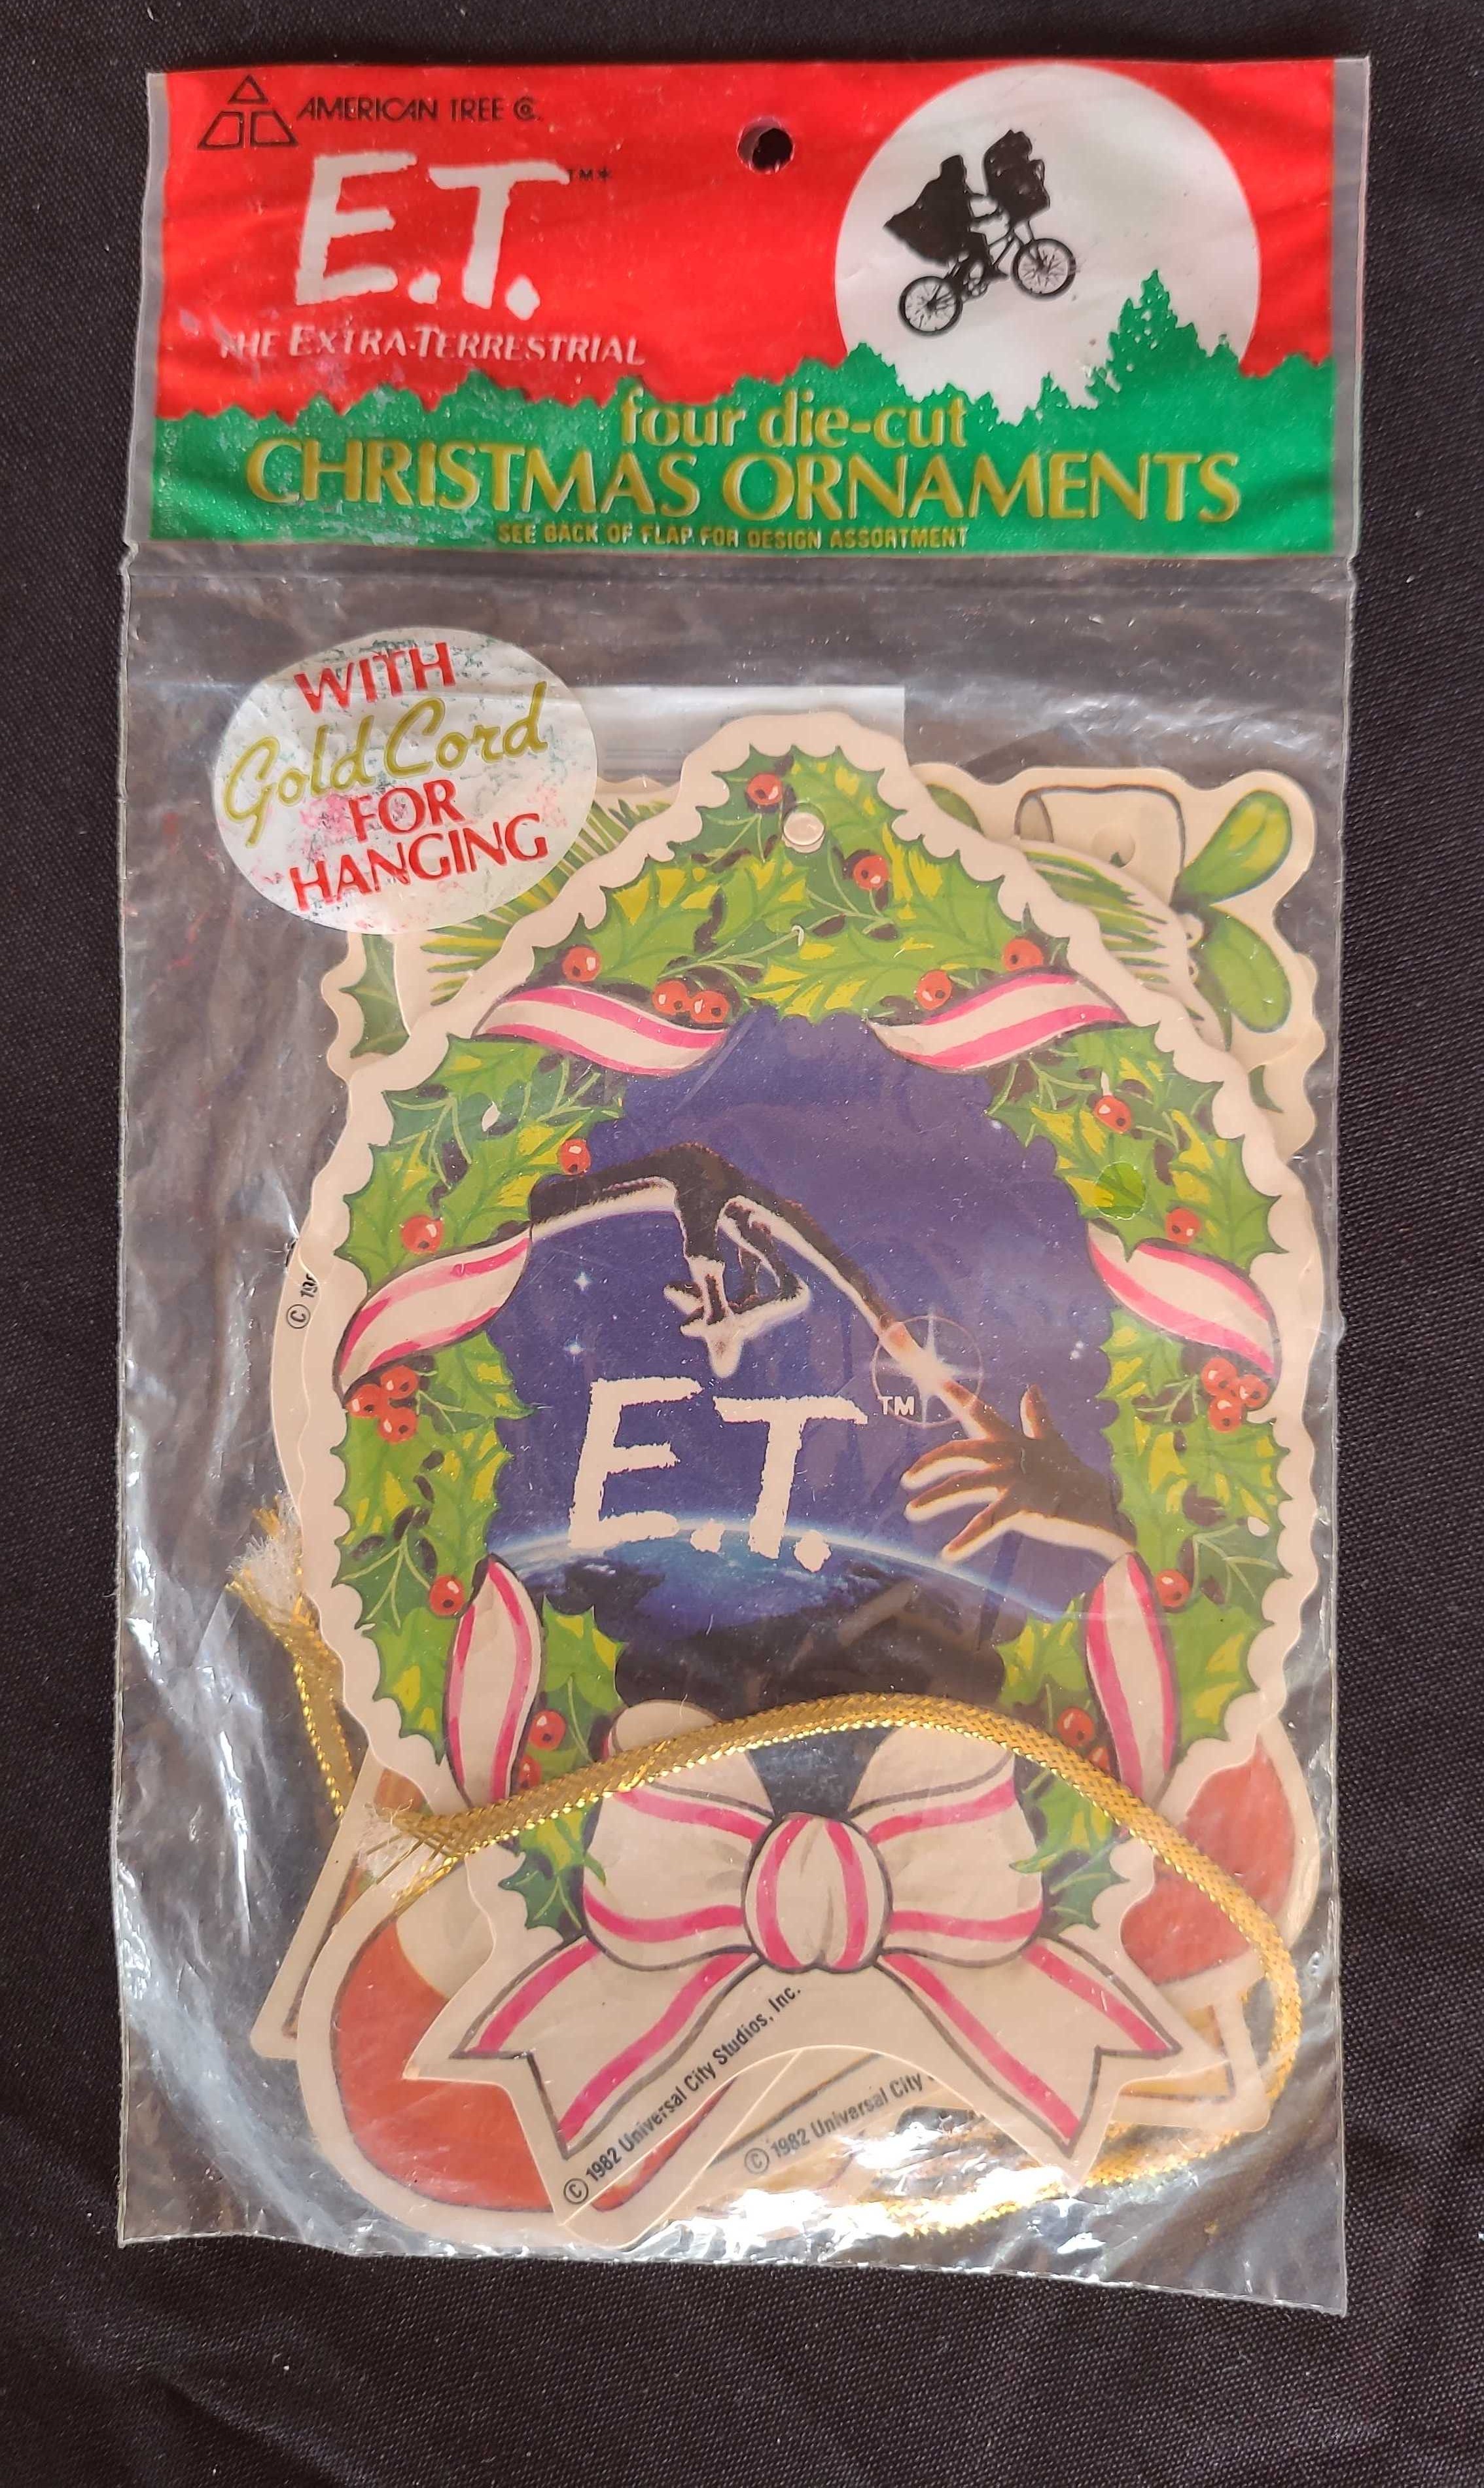 AMERICAN TREE Co.
E.T.™*
THE EXTRA-TERRESTRIAL
four die-cut
CHRISTMAS ORNAMENTS
SEE BACK OF FLAP FOR DESIGN ASSORTMENT
WITH
Gold Cord
FOR
HANGING
©
E.T.™
© 1982 Universal City Studios, Inc.
© 1982 Universal City